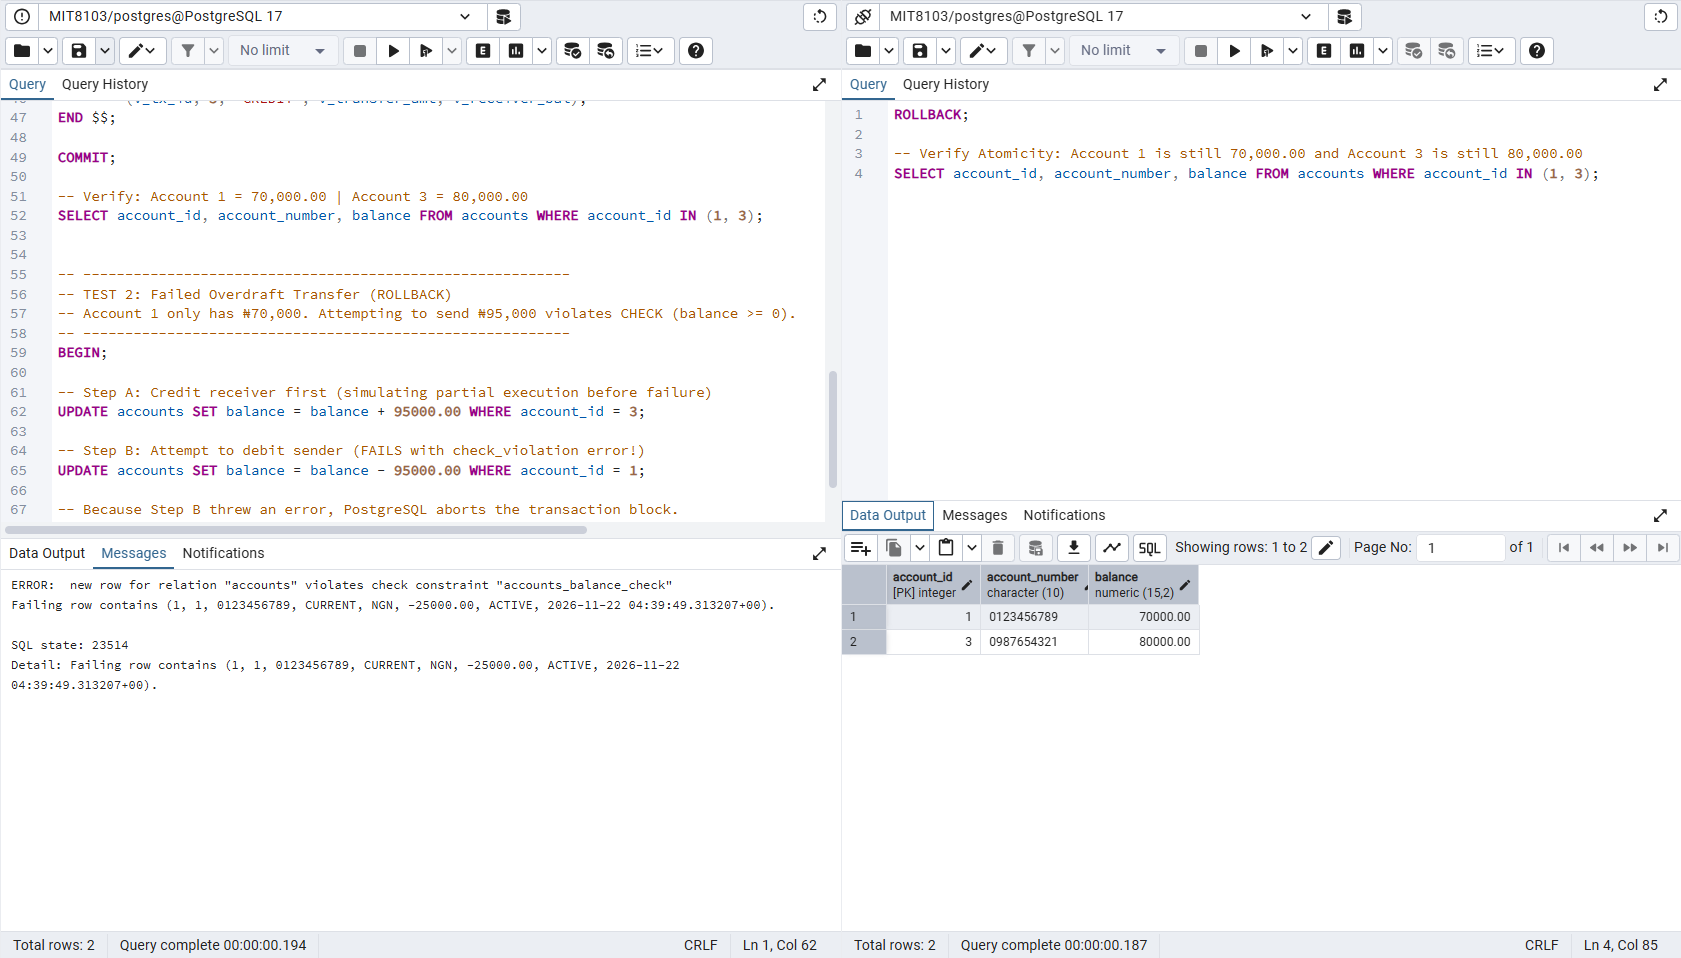 MIT8103/postgres@PostgreSQL 17
No limit
Query Query History
47 END $$;
48
49 COMMIT;
50
51 -- Verify: Account 1 = 70,000.00 | Account 3 = 80,000.00
52 SELECT account_id, account_number, balance FROM accounts WHERE account_id IN (1, 3);
53
54
55 -- ----------------------------------------------------------
56 -- TEST 2: Failed Overdraft Transfer (ROLLBACK)
57 -- Account 1 only has ₦70,000. Attempting to send ₦95,000 violates CHECK (balance >= 0).
58 -- ----------------------------------------------------------
59 BEGIN;
60
61 -- Step A: Credit receiver first (simulating partial execution before failure)
62 UPDATE accounts SET balance = balance + 95000.00 WHERE account_id = 3;
63
64 -- Step B: Attempt to debit sender (FAILS with check_violation error!)
65 UPDATE accounts SET balance = balance - 95000.00 WHERE account_id = 1;
66
67 -- Because Step B threw an error, PostgreSQL aborts the transaction block.
Data Output Messages Notifications
ERROR:  new row for relation "accounts" violates check constraint "accounts_balance_check"
Failing row contains (1, 1, 0123456789, CURRENT, NGN, -25000.00, ACTIVE, 2026-11-22 04:39:49.313207+00).
SQL state: 23514
Detail: Failing row contains (1, 1, 0123456789, CURRENT, NGN, -25000.00, ACTIVE, 2026-11-22
04:39:49.313207+00).
Total rows: 2 Query complete 00:00:00.194 CRLF Ln 1, Col 62
MIT8103/postgres@PostgreSQL 17
No limit
Query Query History
1 ROLLBACK;
2
3 -- Verify Atomicity: Account 1 is still 70,000.00 and Account 3 is still 80,000.00
4 SELECT account_id, account_number, balance FROM accounts WHERE account_id IN (1, 3);
Data Output Messages Notifications
SQL Showing rows: 1 to 2 Page No: 1 of 1
account_id account_number balance
[PK] integer character (10) numeric (15,2)
1 1 0123456789 70000.00
2 3 0987654321 80000.00
Total rows: 2 Query complete 00:00:00.187 CRLF Ln 4, Col 85